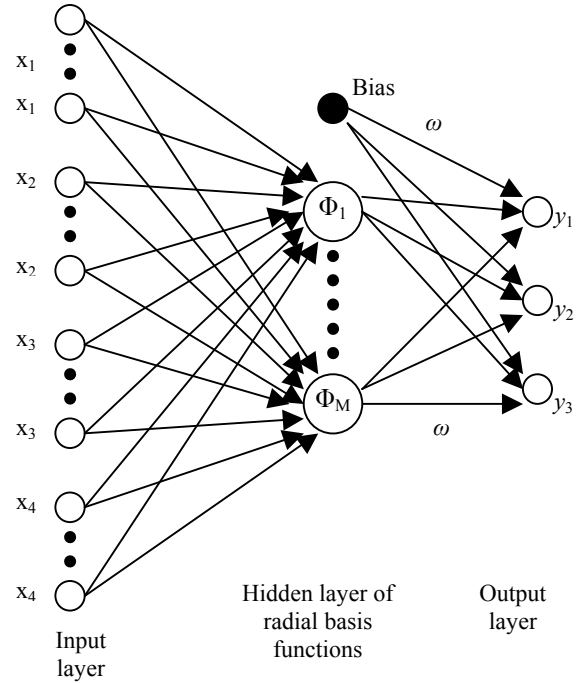 x₁
x₁
x₂
x₂
x₃
x₃
x₄
x₄
Input
layer
Bias
Φ₁
Φ_M
Hidden layer of
radial basis
functions
ω
ω
y₁
y₂
y₃
Output
layer